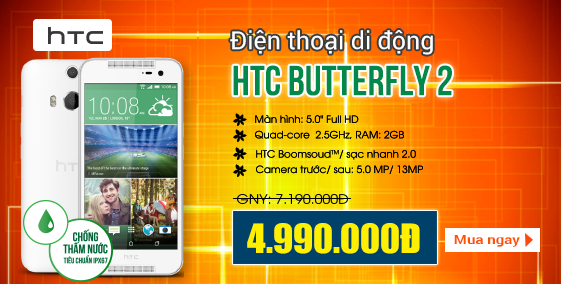 hTC
Điện thoại di động
HTC BUTTERFLY 2
Màn hình: 5.0" Full HD
Quad-core 2.5GHz, RAM: 2GB
HTC Boomsoud™/ sạc nhanh 2.0
Camera trước/ sau: 5.0 MP/ 13MP
GNY: 7.190.000Đ
4.990.000Đ
Mua ngay
10:08
hTC
hTC
CHỐNG
THẤM NƯỚC
TIÊU CHUẨN IPX67